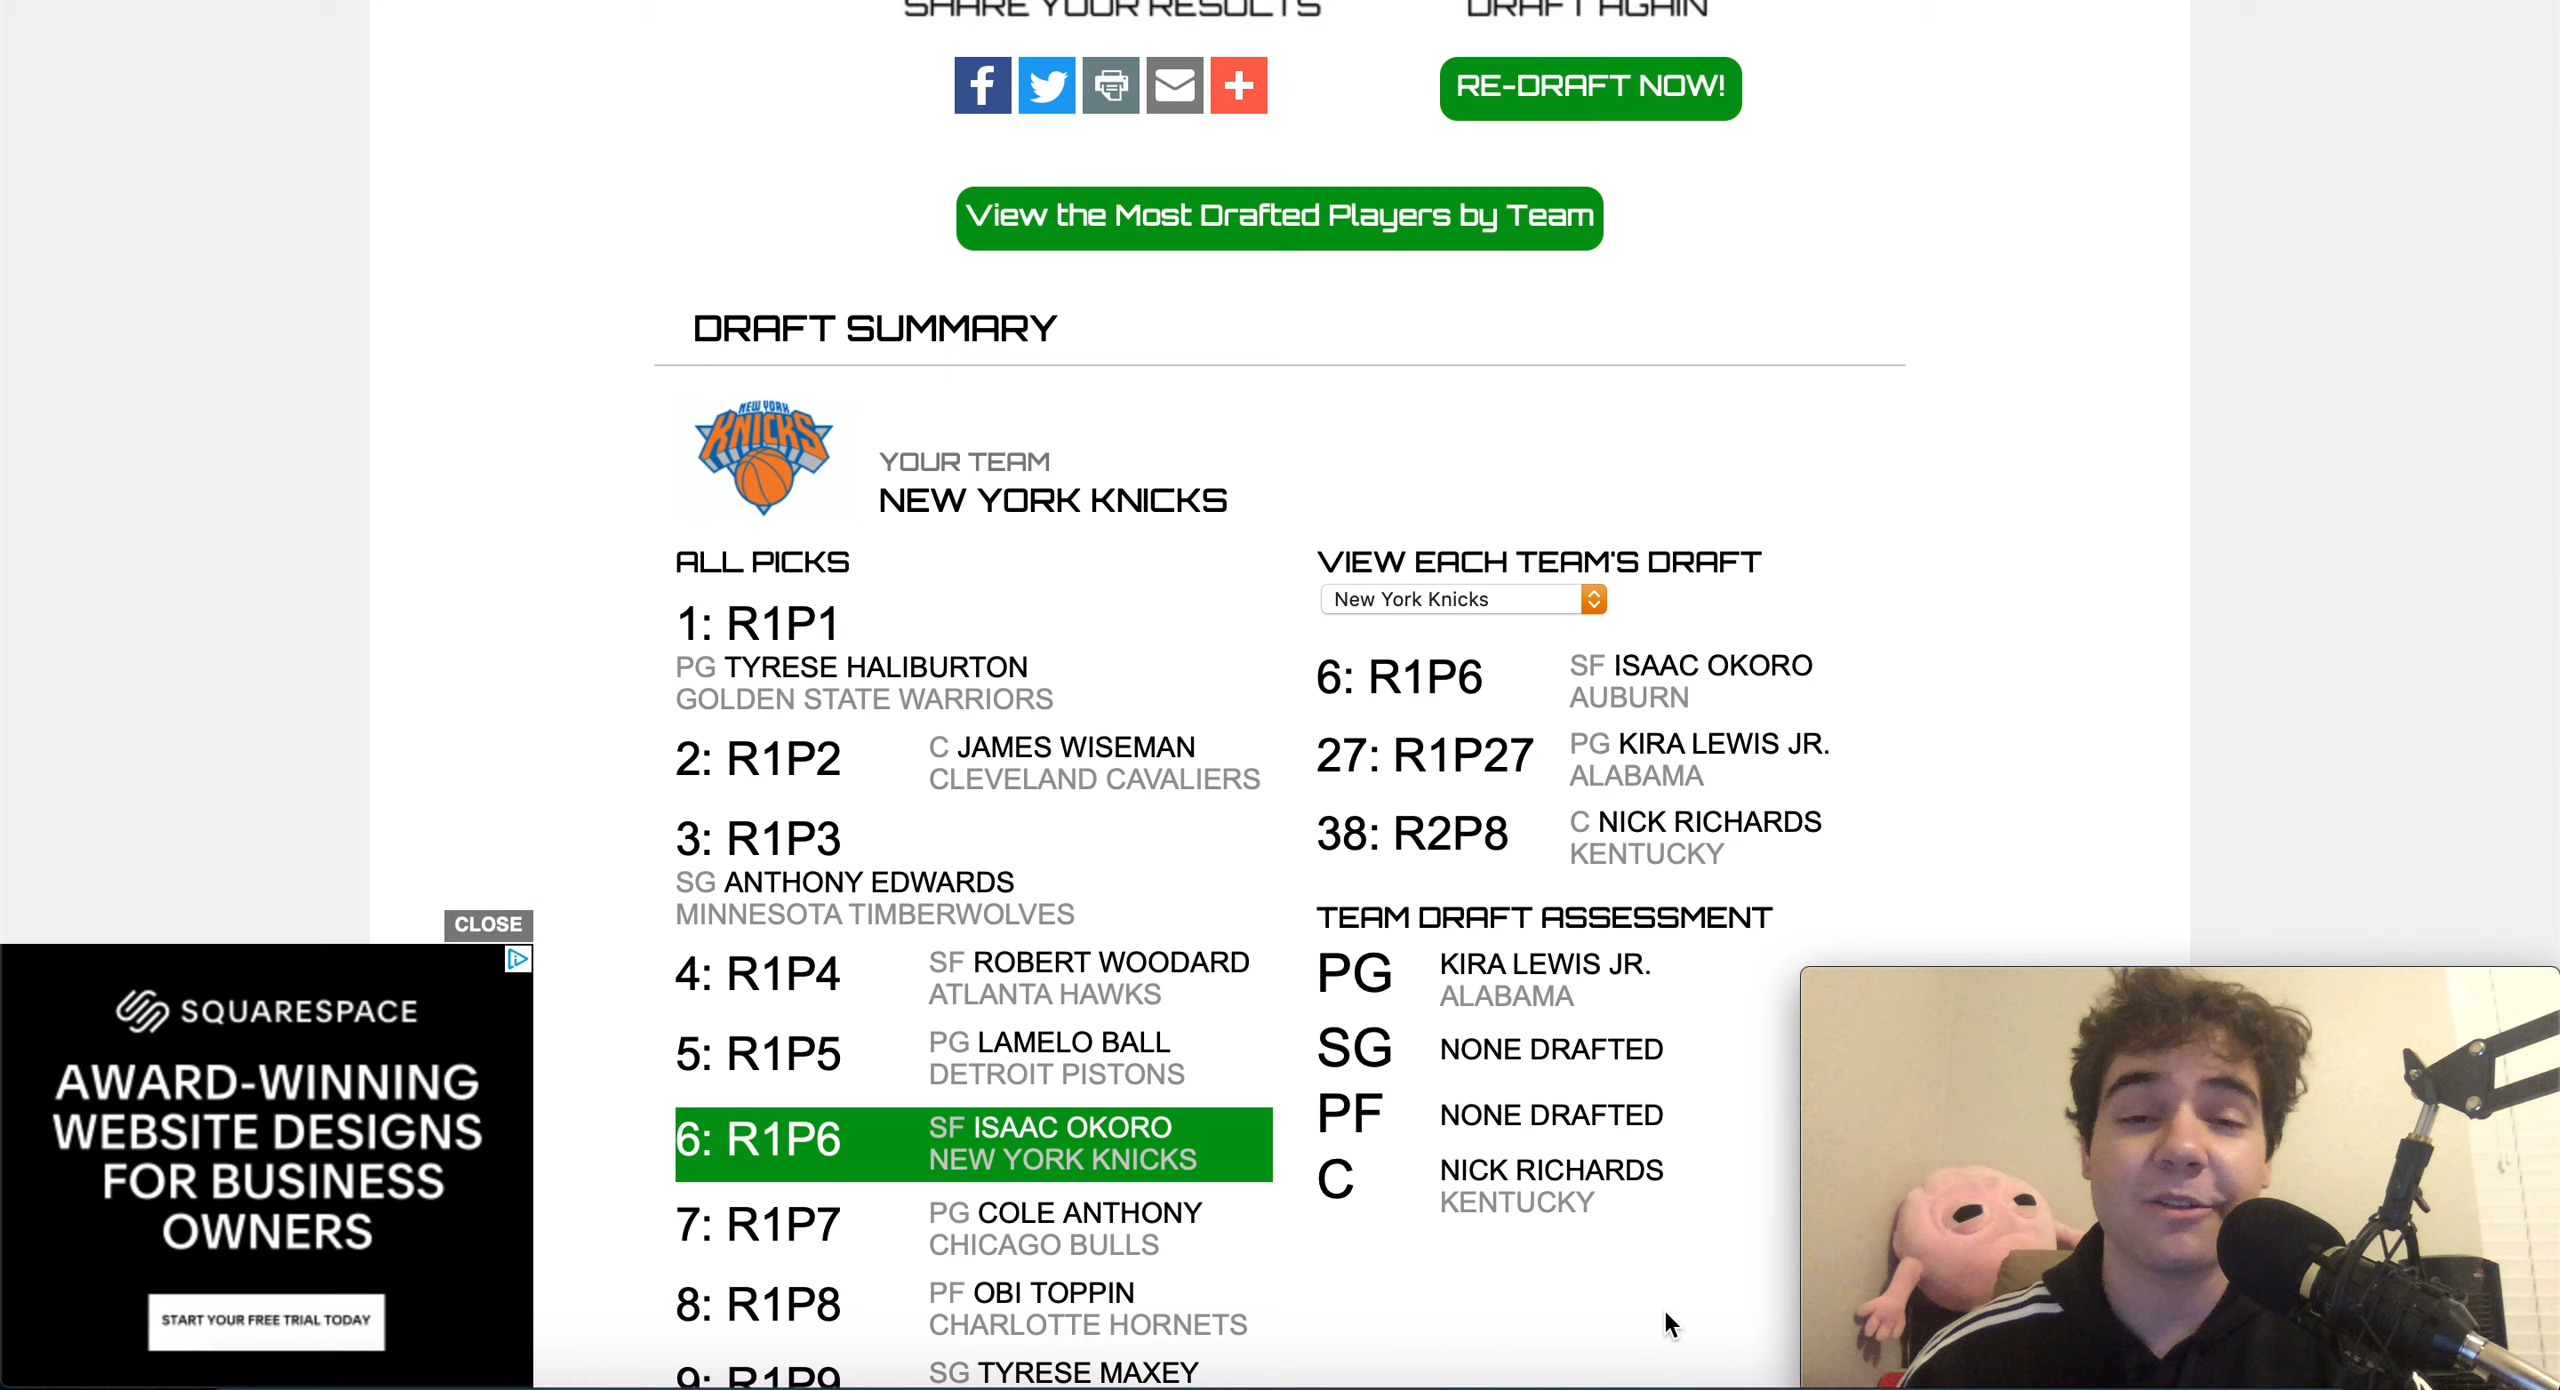 SHARE YOUR RESULTS
DRAFT AGAIN
RE-DRAFT NOW!
View the Most Drafted Players by Team
DRAFT SUMMARY
NEW YORK
KNICKS
YOUR TEAM
NEW YORK KNICKS
ALL PICKS
1: R1P1
PG TYRESE HALIBURTON
GOLDEN STATE WARRIORS
2: R1P2
C JAMES WISEMAN
CLEVELAND CAVALIERS
3: R1P3
SG ANTHONY EDWARDS
MINNESOTA TIMBERWOLVES
4: R1P4
SF ROBERT WOODARD
ATLANTA HAWKS
5: R1P5
PG LAMELO BALL
DETROIT PISTONS
6: R1P6
SF ISAAC OKORO
NEW YORK KNICKS
7: R1P7
PG COLE ANTHONY
CHICAGO BULLS
8: R1P8
PF OBI TOPPIN
CHARLOTTE HORNETS
9: R1P9
SG TYRESE MAXEY
VIEW EACH TEAM'S DRAFT
New York Knicks
6: R1P6
SF ISAAC OKORO
AUBURN
27: R1P27
PG KIRA LEWIS JR.
ALABAMA
38: R2P8
C NICK RICHARDS
KENTUCKY
TEAM DRAFT ASSESSMENT
PG
KIRA LEWIS JR.
ALABAMA
SG
NONE DRAFTED
PF
NONE DRAFTED
C
NICK RICHARDS
KENTUCKY
CLOSE
SQUARESPACE
AWARD-WINNING
WEBSITE DESIGNS
FOR BUSINESS
OWNERS
START YOUR FREE TRIAL TODAY